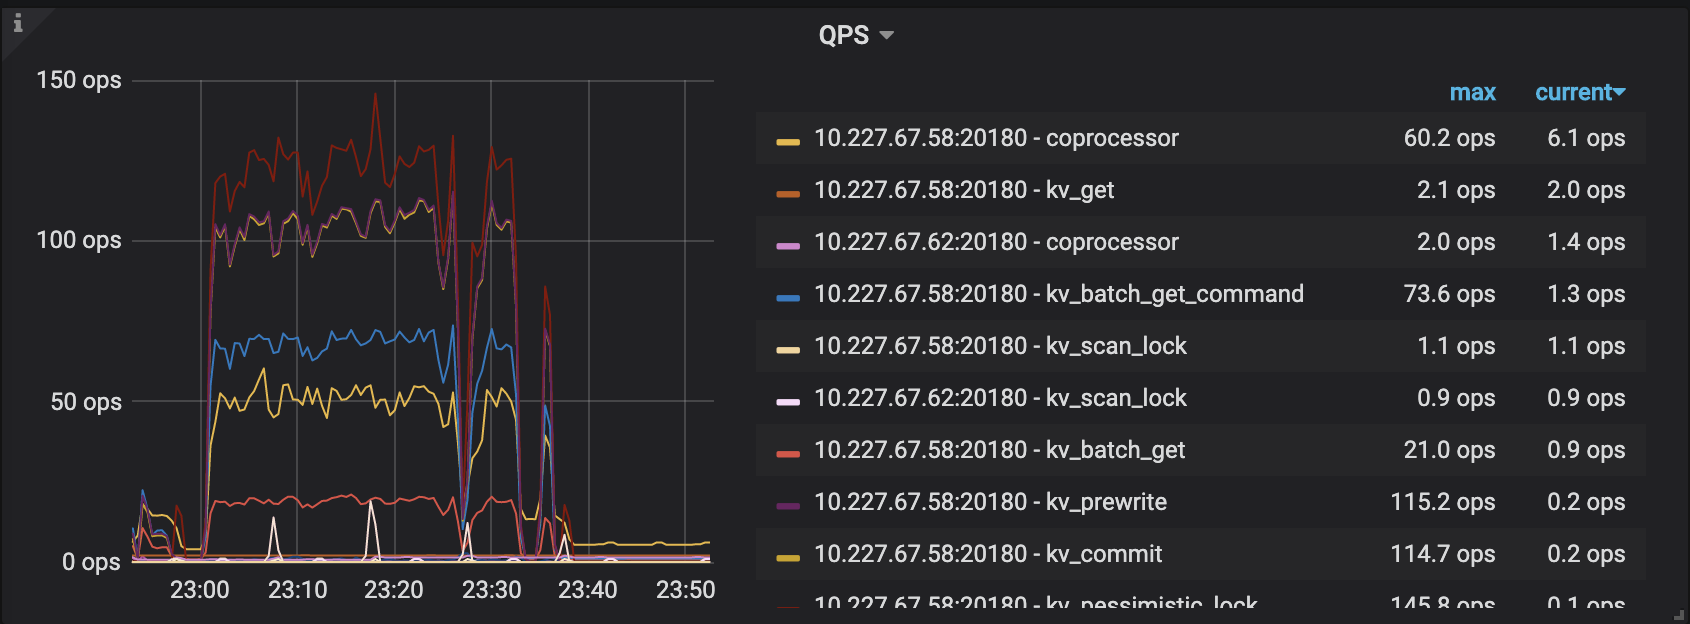 QPS
150 ops
100 ops
50 ops
0 ops
23:00 23:10 23:20 23:30 23:40 23:50
max current
10.227.67.58:20180 - coprocessor 60.2 ops 6.1 ops
10.227.67.58:20180 - kv_get 2.1 ops 2.0 ops
10.227.67.62:20180 - coprocessor 2.0 ops 1.4 ops
10.227.67.58:20180 - kv_batch_get_command 73.6 ops 1.3 ops
10.227.67.58:20180 - kv_scan_lock 1.1 ops 1.1 ops
10.227.67.62:20180 - kv_scan_lock 0.9 ops 0.9 ops
10.227.67.58:20180 - kv_batch_get 21.0 ops 0.9 ops
10.227.67.58:20180 - kv_prewrite 115.2 ops 0.2 ops
10.227.67.58:20180 - kv_commit 114.7 ops 0.2 ops
10.227.67.58:20180 - kv_pessimistic_lock 145.8 ops 0.1 ops